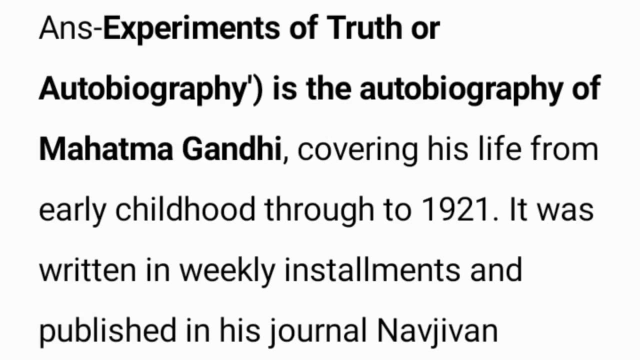 Ans-Experiments of Truth or
Autobiography') is the autobiography of
Mahatma Gandhi, covering his life from
early childhood through to 1921. It was
written in weekly installments and
published in his journal Navjivan